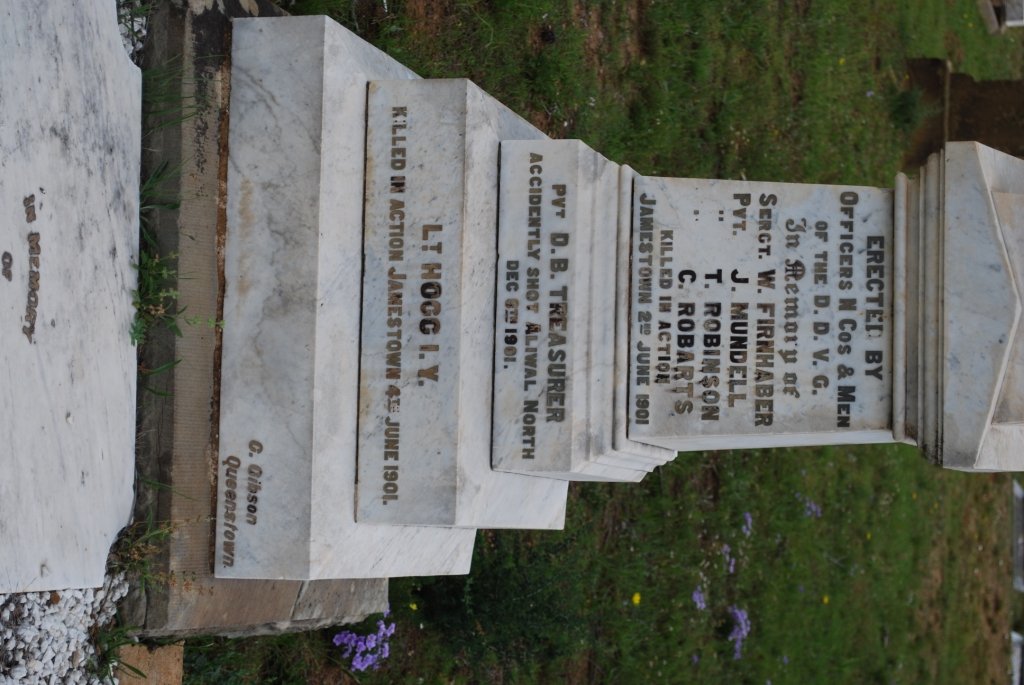 ERECTED BY
OFFICERS N COS & MEN
OF THE D. D. V. G.
In Memory of
SERGT. W. FIRNHABER
PVT. J. MUNDELL
" T. ROBINSON
" C. ROBARTS
KILLED IN ACTION
JAMESTOWN 2ND JUNE 1901
PVT D. B. TREASURER
ACCIDENTLY SHOT ALIWAL NORTH
DEC 9TH 1901.
LT HOGG I. Y.
KILLED IN ACTION JAMESTOWN 4TH JUNE 1901.
G. Gibson
Queenstown
IN MEMORY
OF